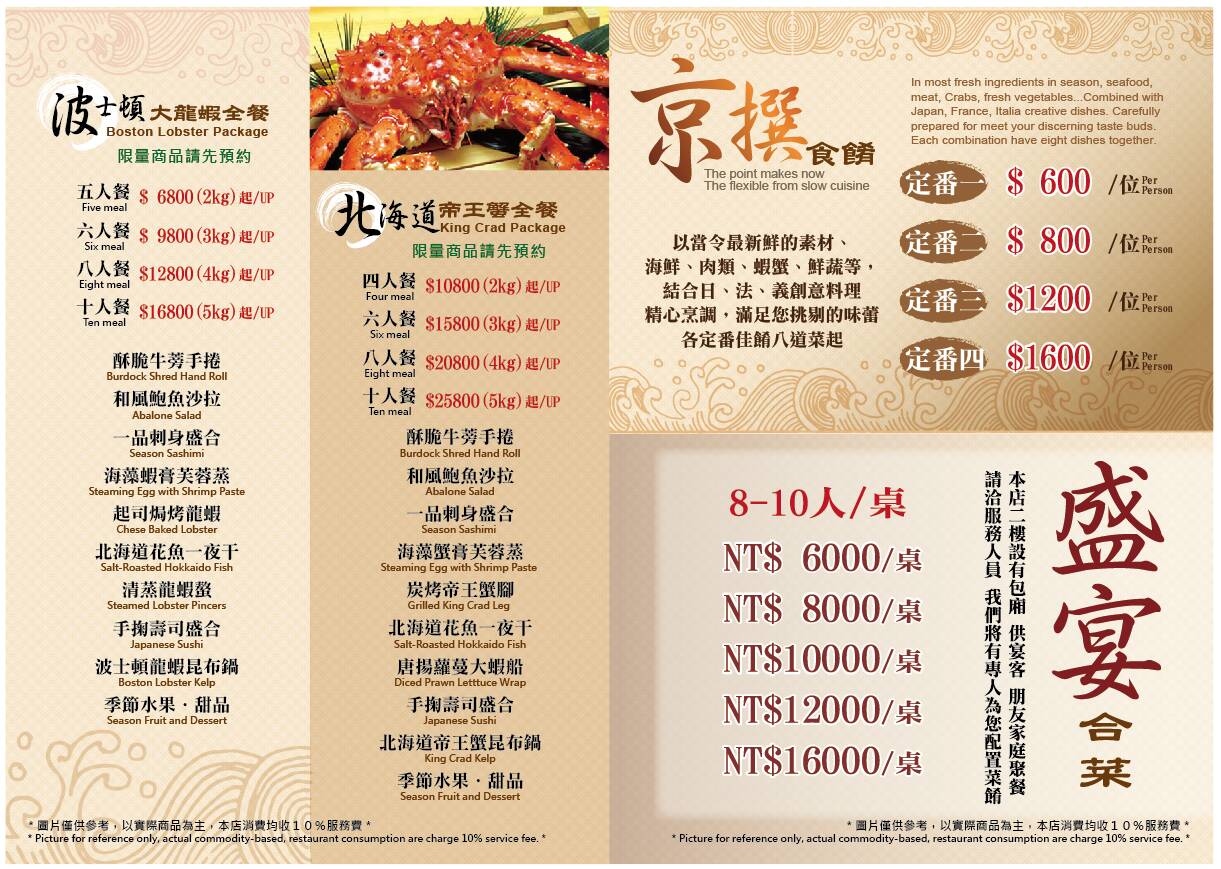 波士頓大龍蝦全餐
Boston Lobster Package
限量商品請先預約
五人餐 $ 6800(2kg)起/UP
Five meal
六人餐 $ 9800(3kg)起/UP
Six meal
八人餐 $12800(4kg)起/UP
Eight meal
十人餐 $16800(5kg)起/UP
Ten meal
酥脆牛蒡手捲
Burdock Shred Hand Roll
和風鮑魚沙拉
Abalone Salad
一品刺身盛合
Season Sashimi
海藻蝦膏芙蓉蒸
Steaming Egg with Shrimp Paste
起司焗烤龍蝦
Chese Baked Lobster
北海道花魚一夜干
Salt-Roasted Hokkaido Fish
清蒸龍蝦螯
Steamed Lobster Pincers
手掬壽司盛合
Japanese Sushi
波士頓龍蝦昆布鍋
Boston Lobster Kelp
季節水果・甜品
Season Fruit and Dessert
北海道帝王蟹全餐
King Crad Package
限量商品請先預約
四人餐 $10800(2kg)起/UP
Four meal
六人餐 $15800(3kg)起/UP
Six meal
八人餐 $20800(4kg)起/UP
Eight meal
十人餐 $25800(5kg)起/UP
Ten meal
酥脆牛蒡手捲
Burdock Shred Hand Roll
和風鮑魚沙拉
Abalone Salad
一品刺身盛合
Season Sashimi
海藻蟹膏芙蓉蒸
Steaming Egg with Shrimp Paste
炭烤帝王蟹腳
Grilled King Crad Leg
北海道花魚一夜干
Salt-Roasted Hokkaido Fish
唐揚蘿蔓大蝦船
Diced Prawn Letttuce Wrap
手掬壽司盛合
Japanese Sushi
北海道帝王蟹昆布鍋
King Crad Kelp
季節水果・甜品
Season Fruit and Dessert
* 圖片僅供參考，以實際商品為主，本店消費均收１０％服務費 *
* Picture for reference only, actual commodity-based, restaurant consumption are charge 10% service fee. *
京撰食餚
The point makes now
The flexible from slow cuisine
以當令最新鮮的素材、
海鮮、肉類、蝦蟹、鮮蔬等，
結合日、法、義創意料理
精心烹調，滿足您挑剔的味蕾
各定番佳餚八道菜起
In most fresh ingredients in season, seafood,
meat, Crabs, fresh vegetables...Combined with
Japan, France, Italia creative dishes. Carefully
prepared for meet your discerning taste buds.
Each combination have eight dishes together.
定番一 $ 600 /位 Per Person
定番二 $ 800 /位 Per Person
定番三 $1200 /位 Per Person
定番四 $1600 /位 Per Person
盛宴合菜
本店二樓設有包廂 供宴客 朋友家庭聚餐
請洽服務人員 我們將有專人為您配置菜餚
8-10人/桌
NT$ 6000/桌
NT$ 8000/桌
NT$10000/桌
NT$12000/桌
NT$16000/桌
* 圖片僅供參考，以實際商品為主，本店消費均收１０％服務費 *
* Picture for reference only, actual commodity-based, restaurant consumption are charge 10% service fee. *